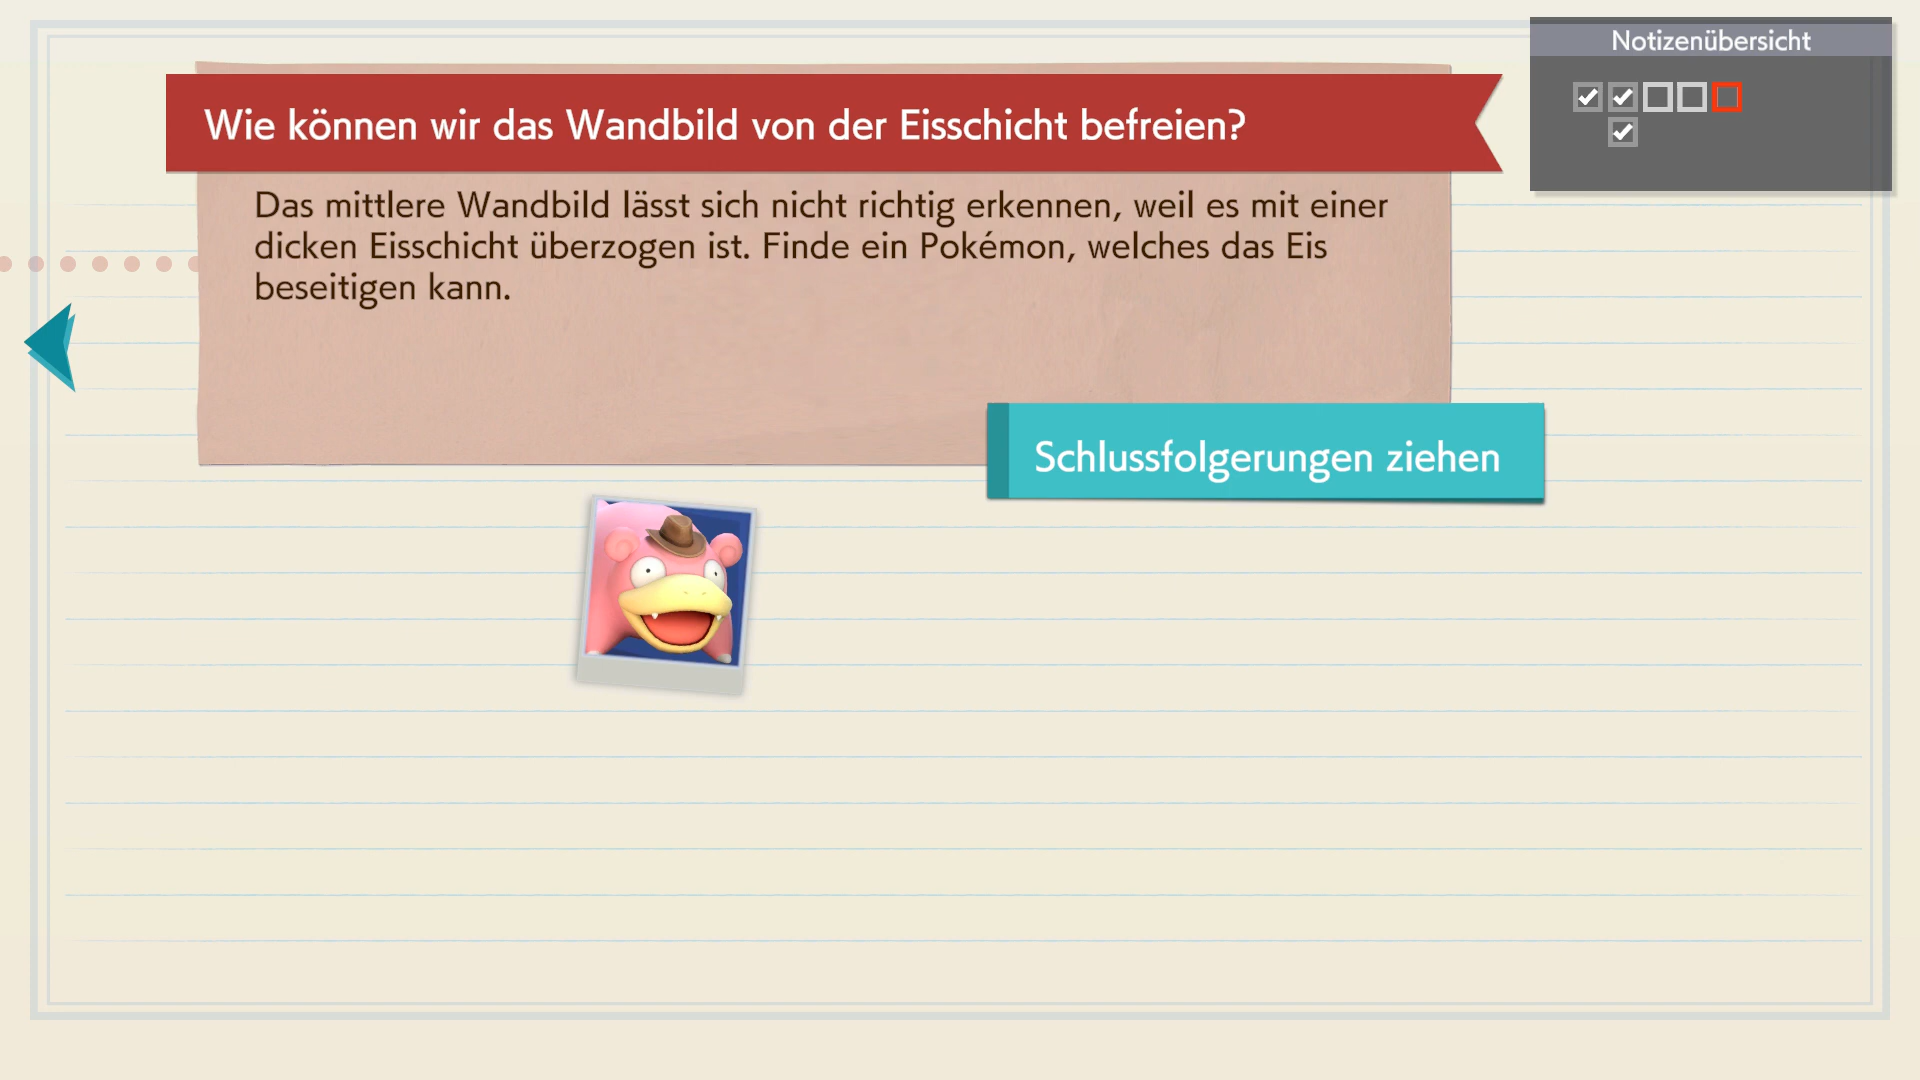 Notizenübersicht
Wie können wir das Wandbild von der Eisschicht befreien?
Das mittlere Wandbild lässt sich nicht richtig erkennen, weil es mit einer
dicken Eisschicht überzogen ist. Finde ein Pokémon, welches das Eis
beseitigen kann.
Schlussfolgerungen ziehen